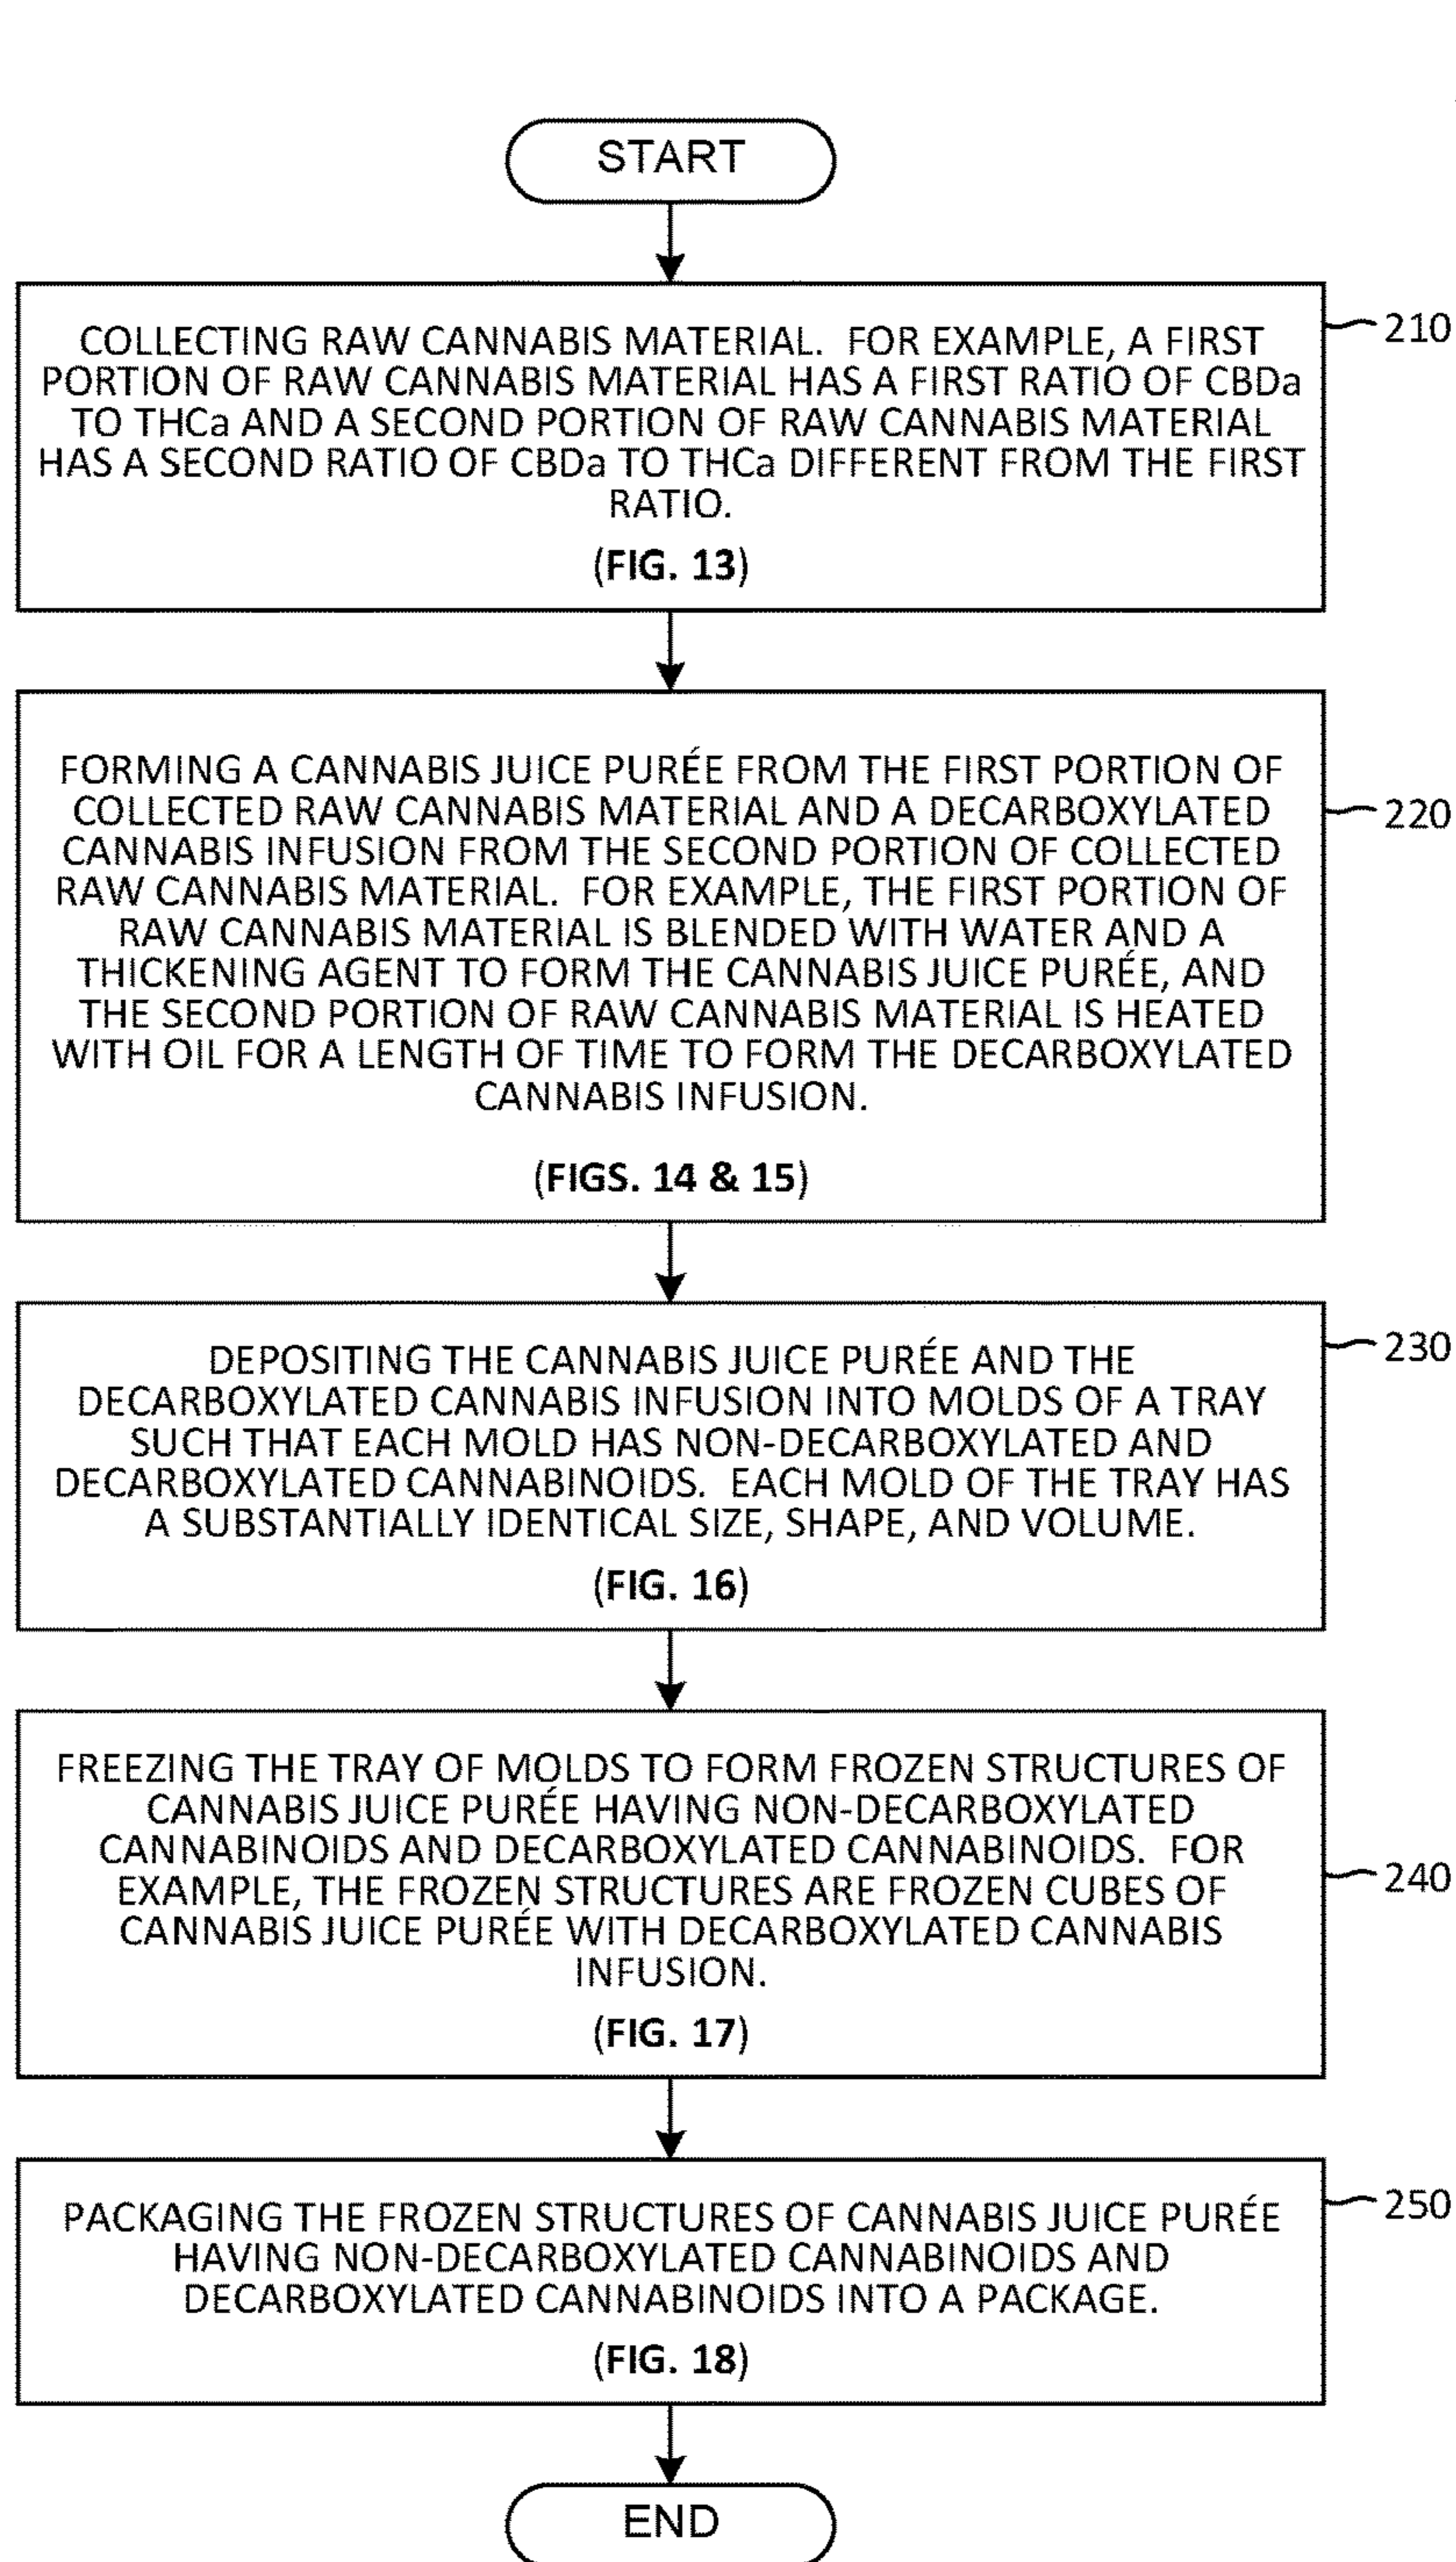 START
COLLECTING RAW CANNABIS MATERIAL. FOR EXAMPLE, A FIRST
PORTION OF RAW CANNABIS MATERIAL HAS A FIRST RATIO OF CBDa
TO THCa AND A SECOND PORTION OF RAW CANNABIS MATERIAL
HAS A SECOND RATIO OF CBDa TO THCa DIFFERENT FROM THE FIRST
RATIO.
(FIG. 13)
210
FORMING A CANNABIS JUICE PURÉE FROM THE FIRST PORTION OF
COLLECTED RAW CANNABIS MATERIAL AND A DECARBOXYLATED
CANNABIS INFUSION FROM THE SECOND PORTION OF COLLECTED
RAW CANNABIS MATERIAL. FOR EXAMPLE, THE FIRST PORTION OF
RAW CANNABIS MATERIAL IS BLENDED WITH WATER AND A
THICKENING AGENT TO FORM THE CANNABIS JUICE PURÉE, AND
THE SECOND PORTION OF RAW CANNABIS MATERIAL IS HEATED
WITH OIL FOR A LENGTH OF TIME TO FORM THE DECARBOXYLATED
CANNABIS INFUSION.
(FIGS. 14 & 15)
220
DEPOSITING THE CANNABIS JUICE PURÉE AND THE
DECARBOXYLATED CANNABIS INFUSION INTO MOLDS OF A TRAY
SUCH THAT EACH MOLD HAS NON-DECARBOXYLATED AND
DECARBOXYLATED CANNABINOIDS. EACH MOLD OF THE TRAY HAS
A SUBSTANTIALLY IDENTICAL SIZE, SHAPE, AND VOLUME.
(FIG. 16)
230
FREEZING THE TRAY OF MOLDS TO FORM FROZEN STRUCTURES OF
CANNABIS JUICE PURÉE HAVING NON-DECARBOXYLATED
CANNABINOIDS AND DECARBOXYLATED CANNABINOIDS. FOR
EXAMPLE, THE FROZEN STRUCTURES ARE FROZEN CUBES OF
CANNABIS JUICE PURÉE WITH DECARBOXYLATED CANNABIS
INFUSION.
(FIG. 17)
240
PACKAGING THE FROZEN STRUCTURES OF CANNABIS JUICE PURÉE
HAVING NON-DECARBOXYLATED CANNABINOIDS AND
DECARBOXYLATED CANNABINOIDS INTO A PACKAGE.
(FIG. 18)
250
END